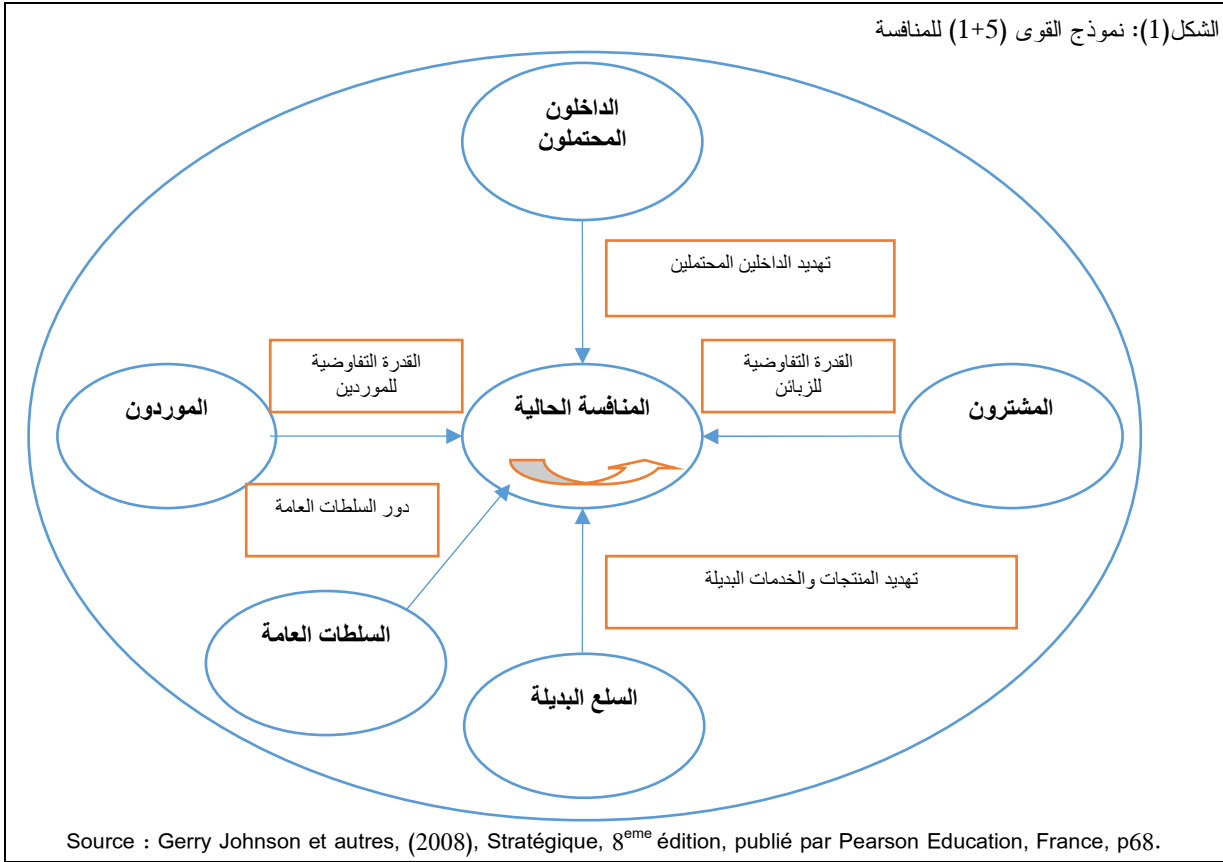 الشكل(1): نموذج القوى (5+1) للمنافسة
الداخلون
المحتملون
تهديد الداخلين المحتملين
القدرة التفاوضية
للزبائن
القدرة التفاوضية
للموردين
المشترون
المنافسة الحالية
الموردون
دور السلطات العامة
تهديد المنتجات والخدمات البديلة
السلطات العامة
السلع البديلة
Source : Gerry Johnson et autres, (2008), Stratégique, 8eme édition, publié par Pearson Education, France, p68.